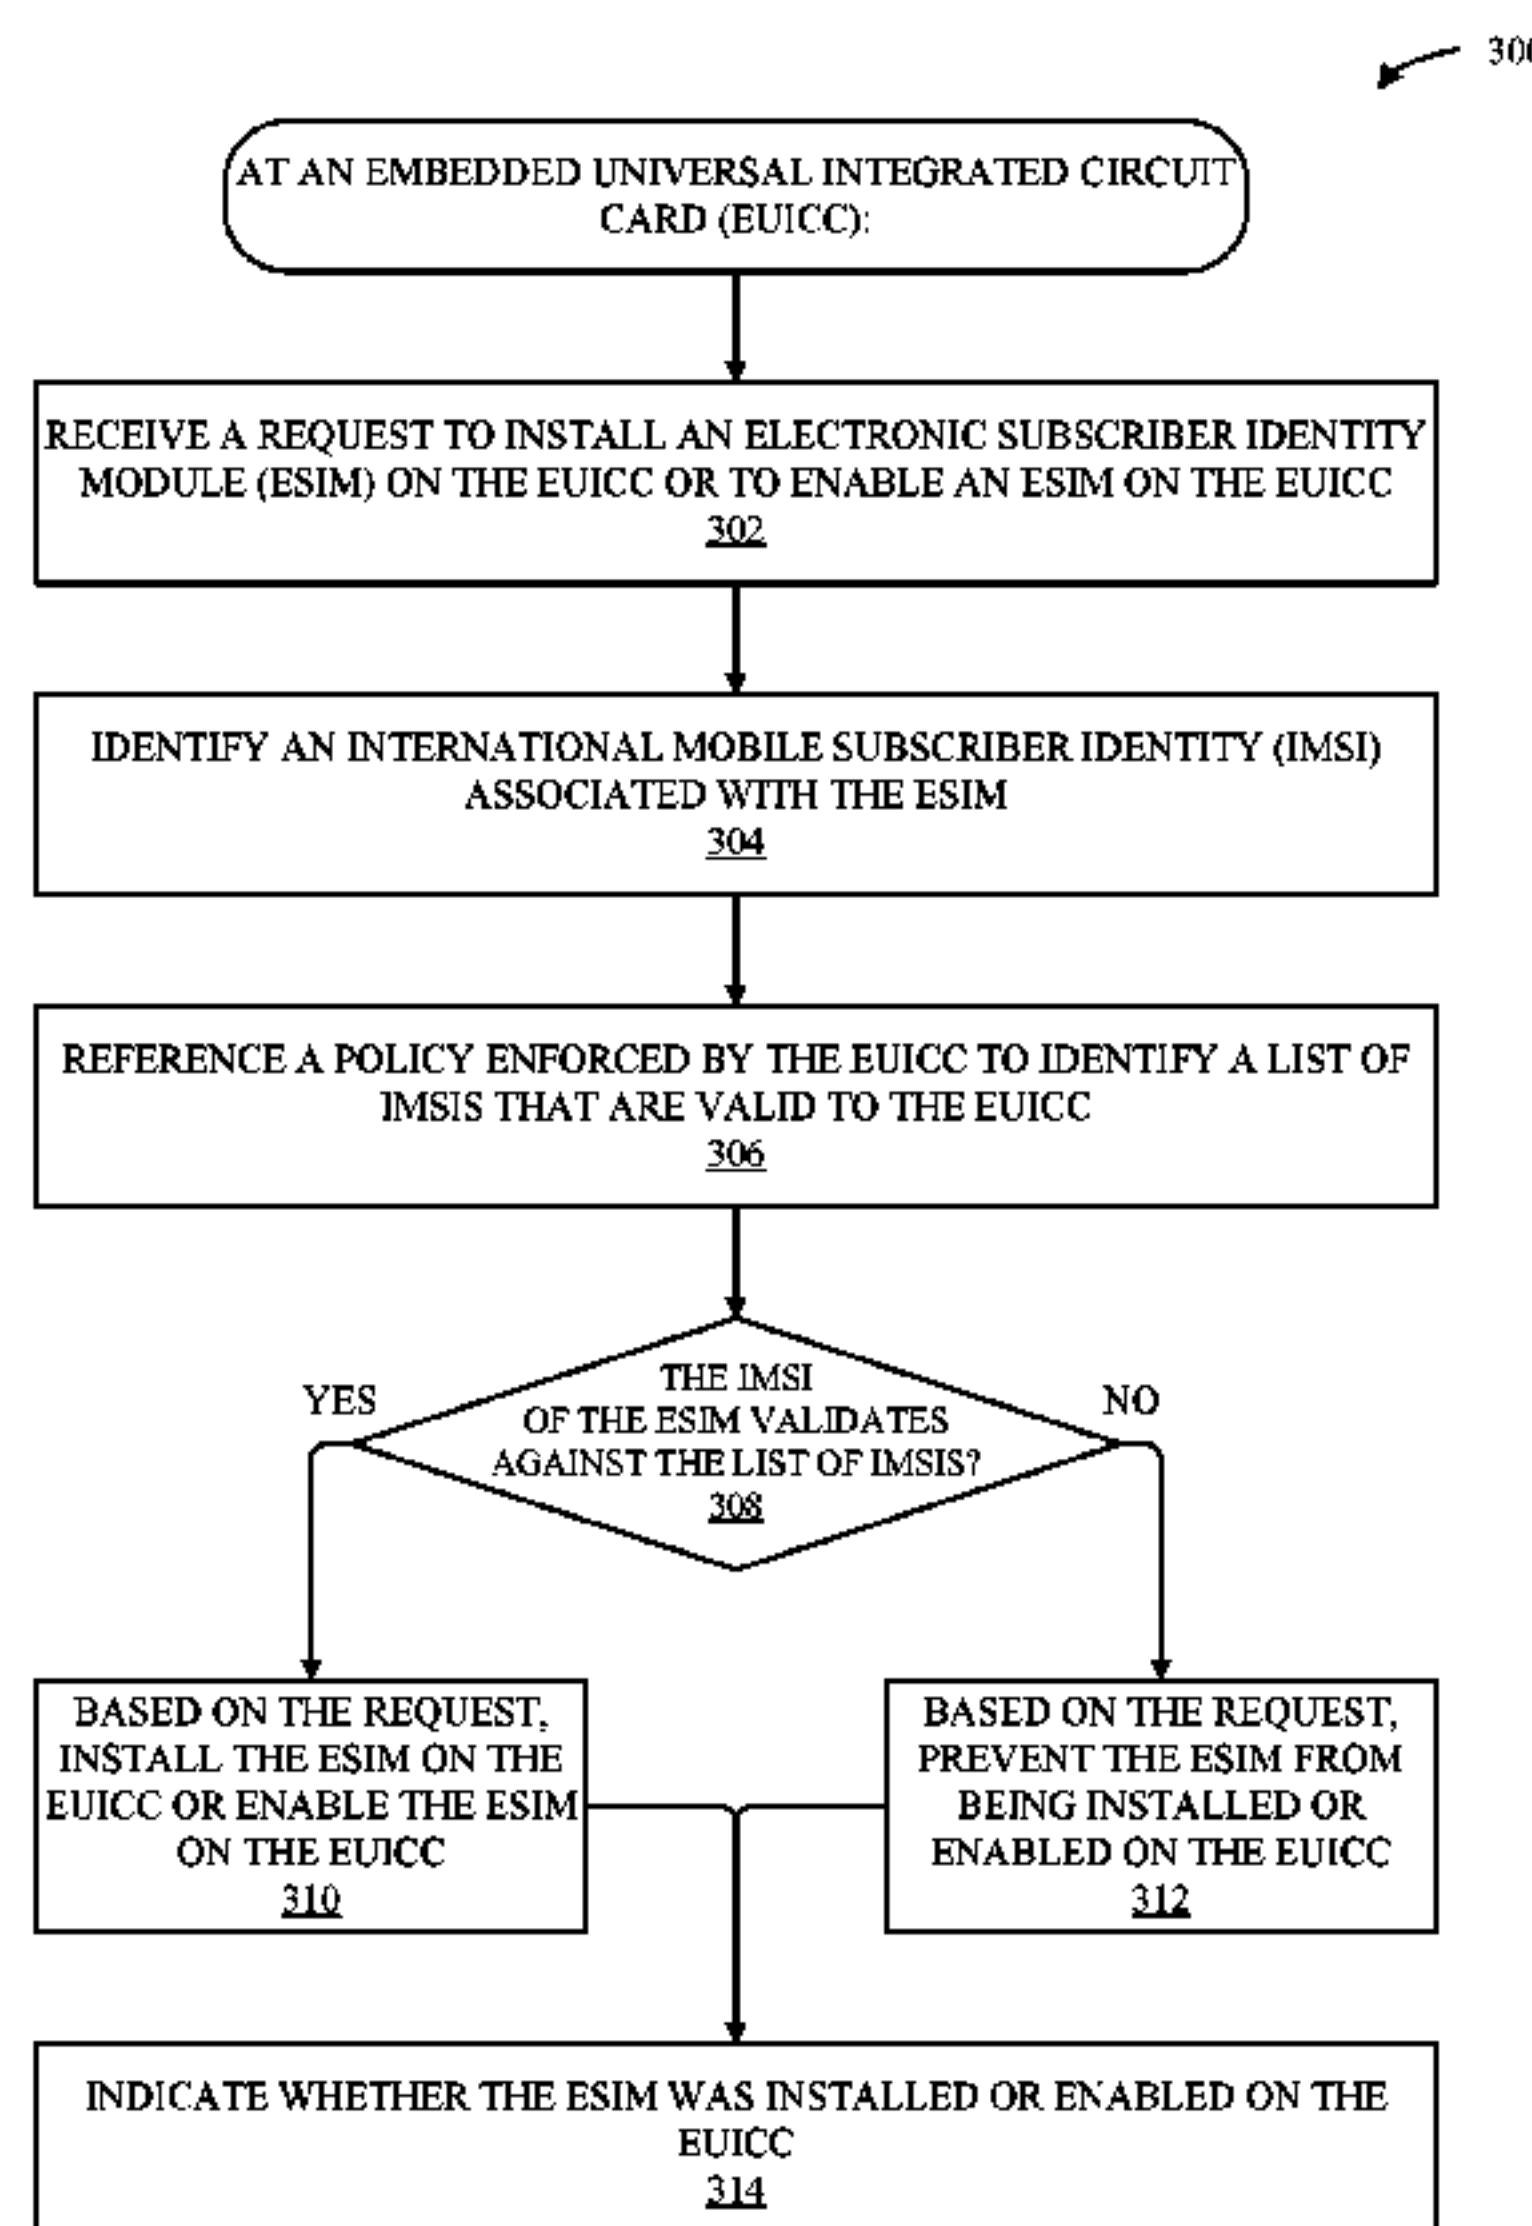 AT AN EMBEDDED UNIVERSAL INTEGRATED CIRCUIT
CARD (EUICC):
RECEIVE A REQUEST TO INSTALL AN ELECTRONIC SUBSCRIBER IDENTITY
MODULE (ESIM) ON THE EUICC OR TO ENABLE AN ESIM ON THE EUICC
302
IDENTIFY AN INTERNATIONAL MOBILE SUBSCRIBER IDENTITY (IMSI)
ASSOCIATED WITH THE ESIM
304
REFERENCE A POLICY ENFORCED BY THE EUICC TO IDENTIFY A LIST OF
IMSIS THAT ARE VALID TO THE EUICC
306
THE IMSI
OF THE ESIM VALIDATES
AGAINST THE LIST OF IMSIS?
308
YES
NO
BASED ON THE REQUEST,
INSTALL THE ESIM ON THE
EUICC OR ENABLE THE ESIM
ON THE EUICC
310
BASED ON THE REQUEST,
PREVENT THE ESIM FROM
BEING INSTALLED OR
ENABLED ON THE EUICC
312
INDICATE WHETHER THE ESIM WAS INSTALLED OR ENABLED ON THE
EUICC
314